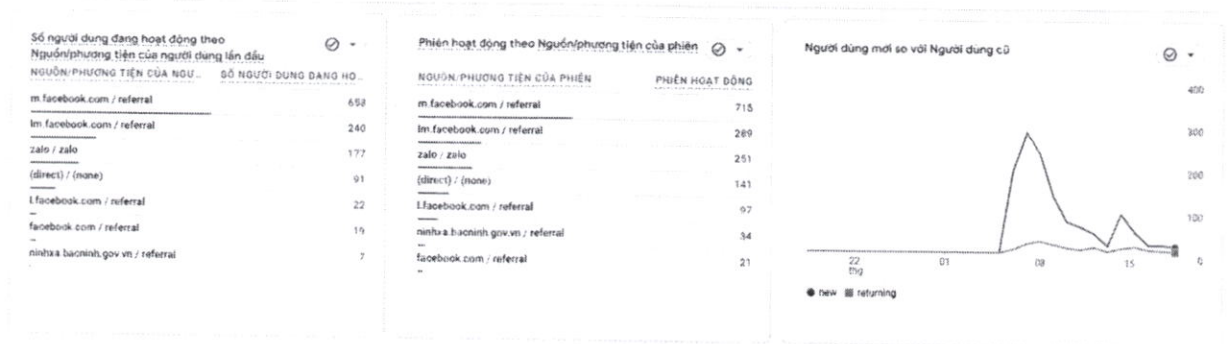 Số người dùng đang hoạt động theo
Nguồn/phương tiện của người dùng lần đầu
NGUỒN/PHƯƠNG TIỆN CỦA NGƯ... SỐ NGƯỜI DÙNG ĐANG HO...
m.facebook.com / referral 658
lm.facebook.com / referral 240
zalo / zalo 177
(direct) / (none) 91
l.facebook.com / referral 22
facebook.com / referral 19
ninhxa.bacninh.gov.vn / referral 7
Phiên hoạt động theo Nguồn/phương tiện của phiên
NGUỒN/PHƯƠNG TIỆN CỦA PHIÊN PHIÊN HOẠT ĐỘNG
m.facebook.com / referral 715
lm.facebook.com / referral 289
zalo / zalo 251
(direct) / (none) 141
l.facebook.com / referral 97
ninhxa.bacninh.gov.vn / referral 34
facebook.com / referral 21
Người dùng mới so với Người dùng cũ
400
300
200
100
0
22 01 08 15
thg
new returning